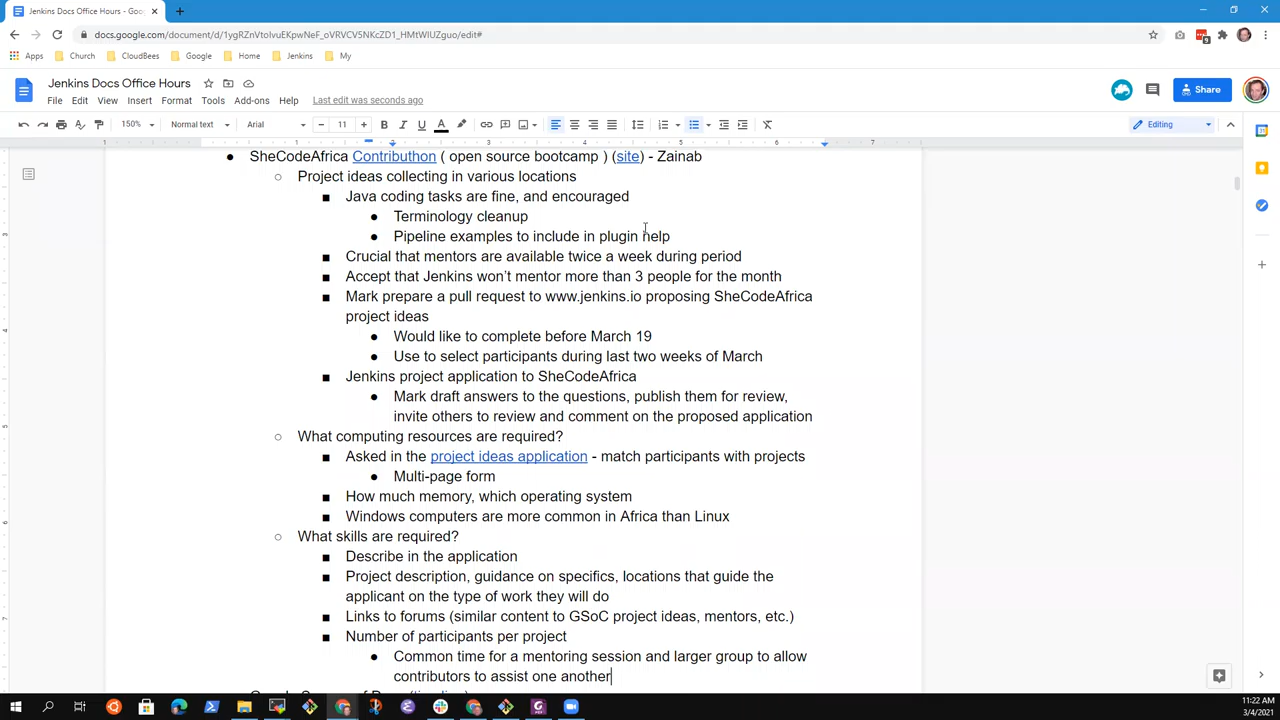 Jenkins Docs Office Hours - Goo
docs.google.com/document/d/1ygRZnVtoIvuEKpwNeF_oVRVCV5NKcZD1_HMtWIUZguo/edit#
Apps Church CloudBees Google Home Jenkins My
Jenkins Docs Office Hours
File Edit View Insert Format Tools Add-ons Help Last edit was seconds ago
Share
150% Normal text Arial 11 Editing
SheCodeAfrica Contributhon ( open source bootcamp ) (site) - Zainab
Project ideas collecting in various locations
Java coding tasks are fine, and encouraged
Terminology cleanup
Pipeline examples to include in plugin help
Crucial that mentors are available twice a week during period
Accept that Jenkins won't mentor more than 3 people for the month
Mark prepare a pull request to www.jenkins.io proposing SheCodeAfrica
project ideas
Would like to complete before March 19
Use to select participants during last two weeks of March
Jenkins project application to SheCodeAfrica
Mark draft answers to the questions, publish them for review,
invite others to review and comment on the proposed application
What computing resources are required?
Asked in the project ideas application - match participants with projects
Multi-page form
How much memory, which operating system
Windows computers are more common in Africa than Linux
What skills are required?
Describe in the application
Project description, guidance on specifics, locations that guide the
applicant on the type of work they will do
Links to forums (similar content to GSoC project ideas, mentors, etc.)
Number of participants per project
Common time for a mentoring session and larger group to allow
contributors to assist one another
11:22 AM
3/4/2021